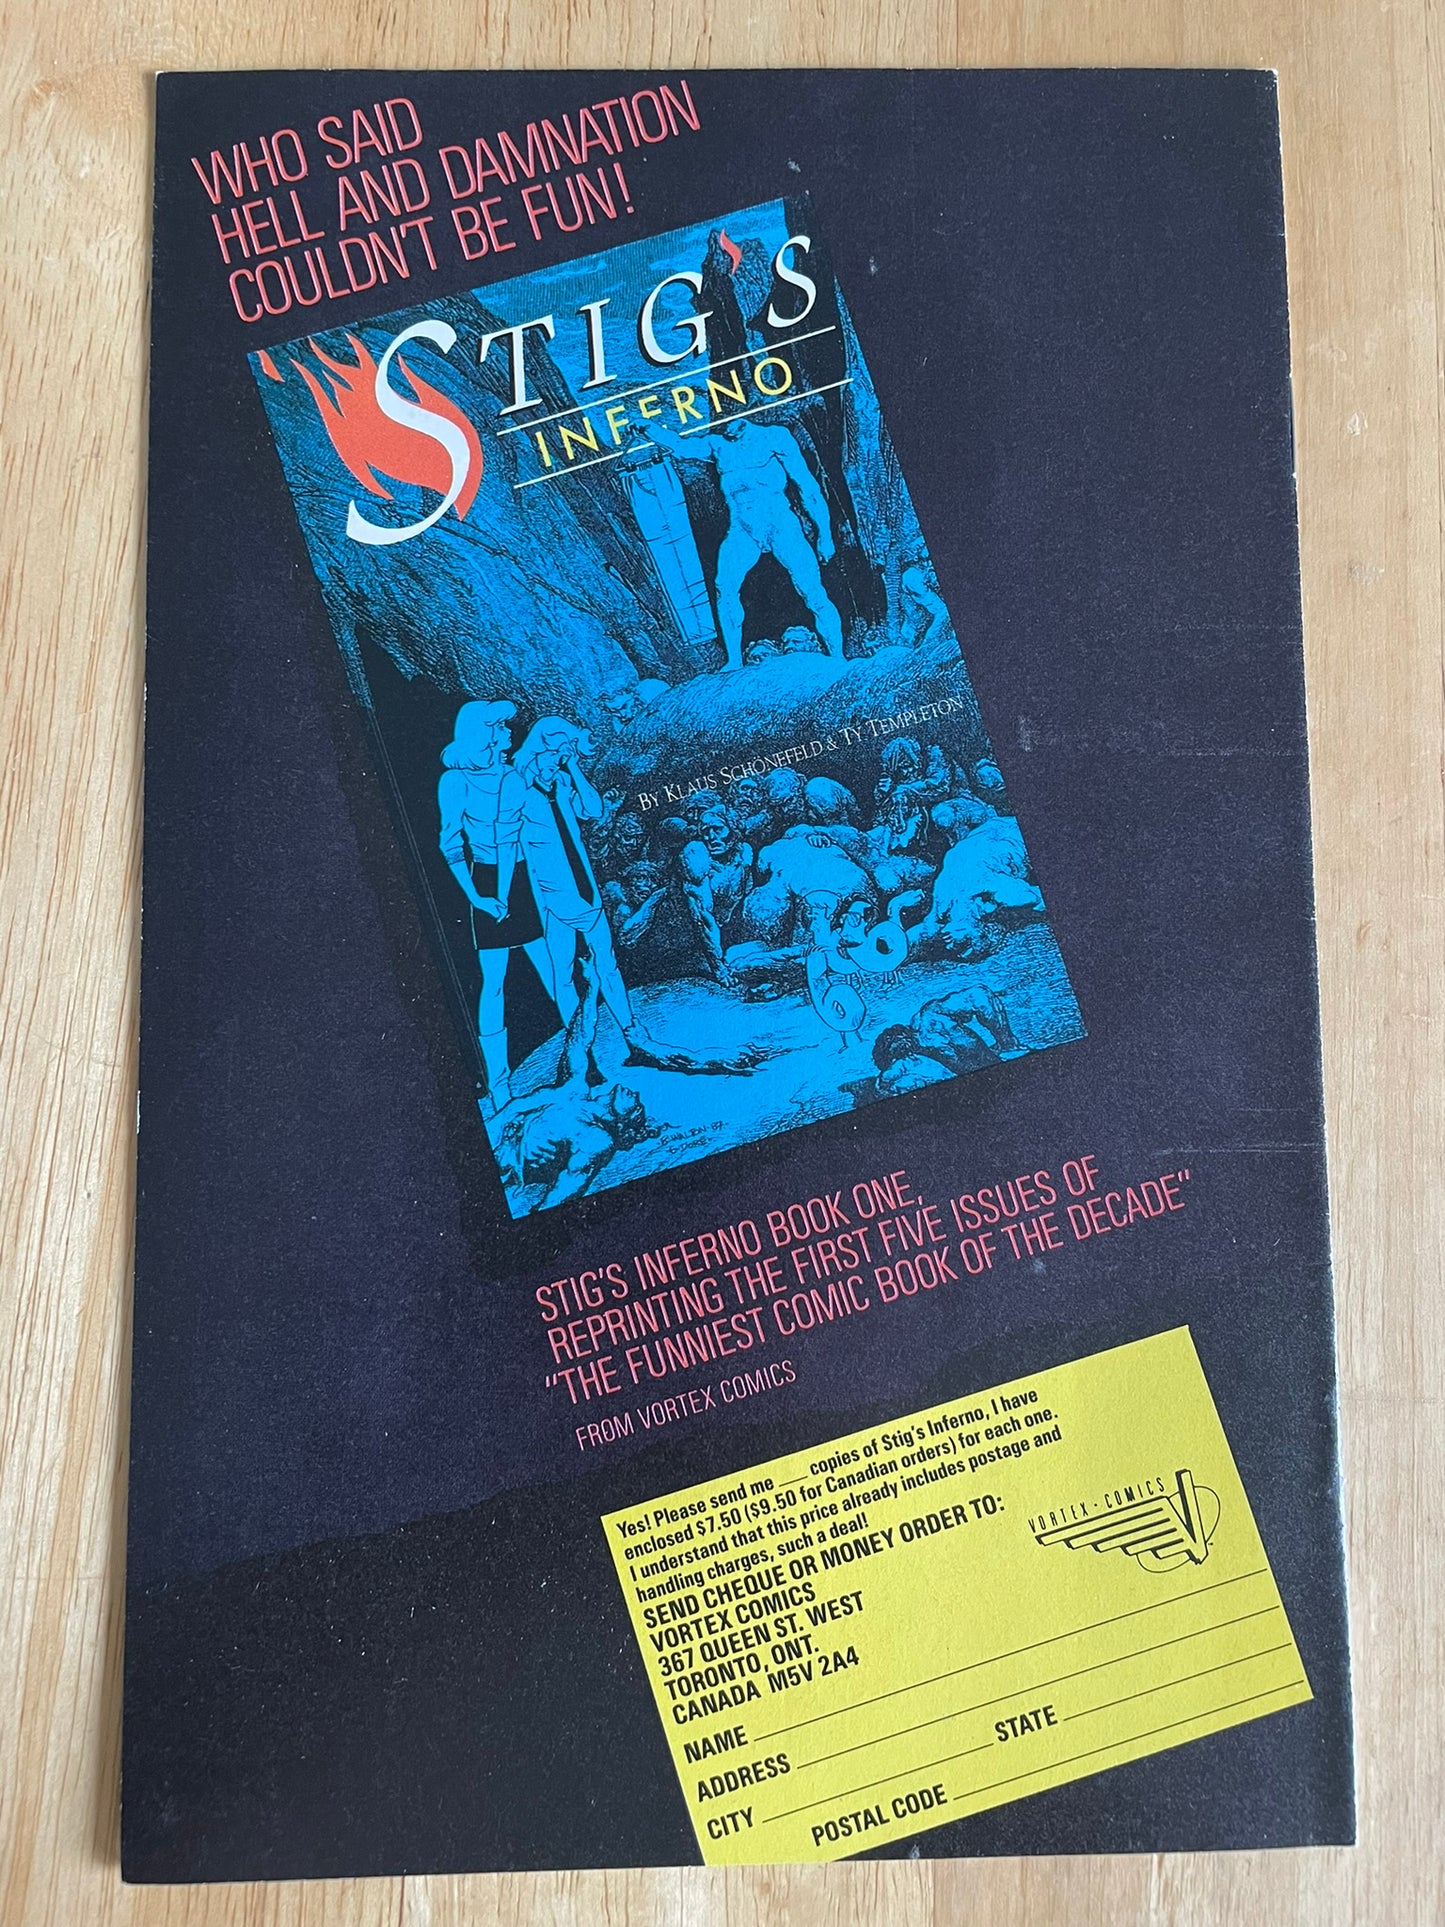 WHO SAID
HELL AND DAMNATION
COULDN'T BE FUN!
STIG'S
INFERNO
BY KLAUS SCHÖNEFELD & TY TEMPLETON
B. WALTON · 87
G. DORÉ
STIG'S INFERNO BOOK ONE,
REPRINTING THE FIRST FIVE ISSUES OF
"THE FUNNIEST COMIC BOOK OF THE DECADE"
FROM VORTEX COMICS
Yes! Please send me ___ copies of Stig's Inferno, I have
enclosed $7.50 ($9.50 for Canadian orders) for each one.
I understand that this price already includes postage and
handling charges, such a deal!
SEND CHEQUE OR MONEY ORDER TO:
VORTEX COMICS
367 QUEEN ST. WEST
TORONTO, ONT.
CANADA M5V 2A4
VORTEX · COMICS
NAME
ADDRESS
CITY STATE
POSTAL CODE